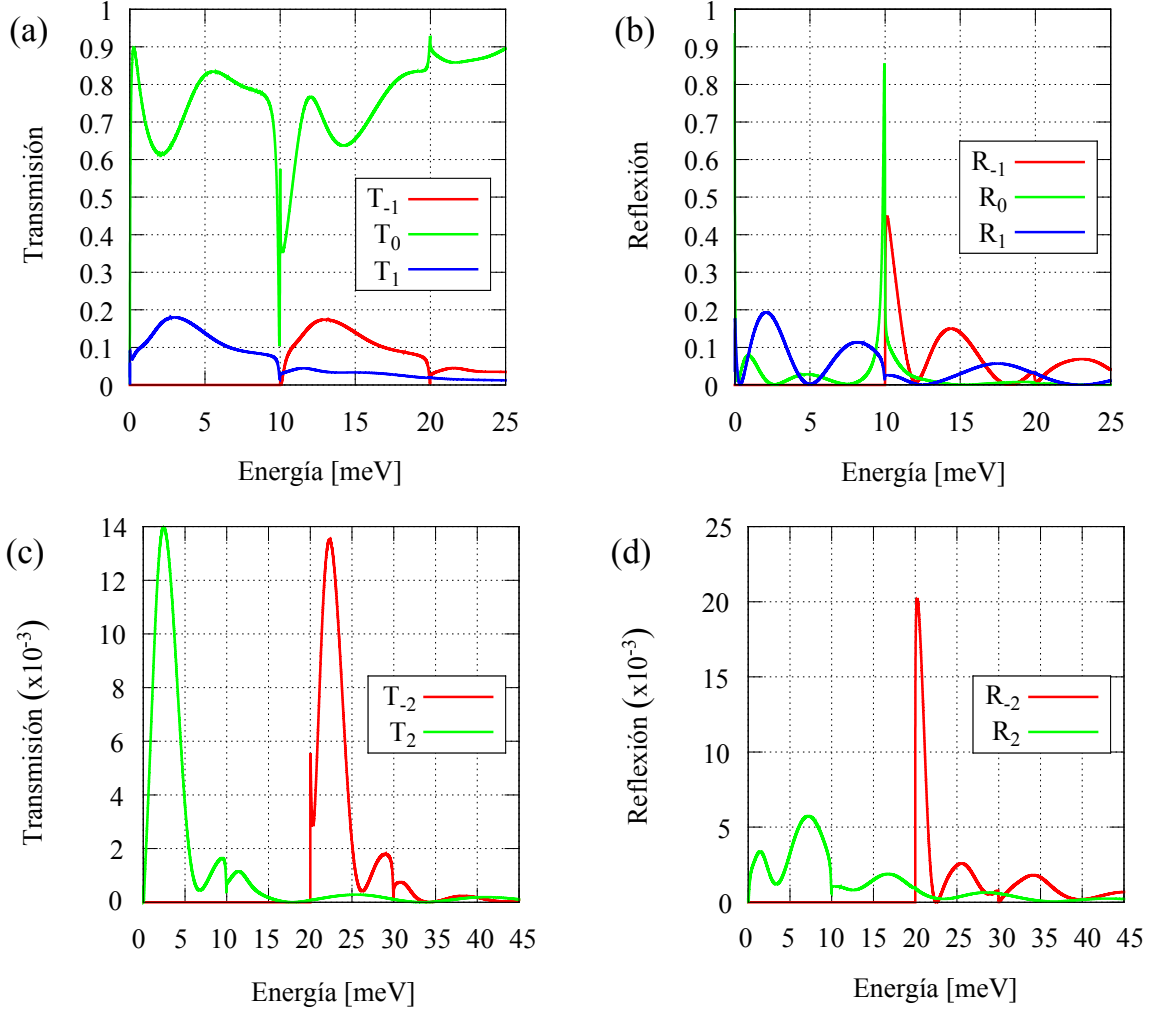 (a)
Transmisión
1
0.9
0.8
0.7
0.6
0.5
0.4
0.3
0.2
0.1
0
T-1
T0
T1
0 5 10 15 20 25
Energía [meV]
(b)
Reflexión
1
0.9
0.8
0.7
0.6
0.5
0.4
0.3
0.2
0.1
0
R-1
R0
R1
0 5 10 15 20 25
Energía [meV]
(c)
Transmisión (x10-3)
14
12
10
8
6
4
2
0
T-2
T2
0 5 10 15 20 25 30 35 40 45
Energía [meV]
(d)
Reflexión (x10-3)
25
20
15
10
5
0
R-2
R2
0 5 10 15 20 25 30 35 40 45
Energía [meV]